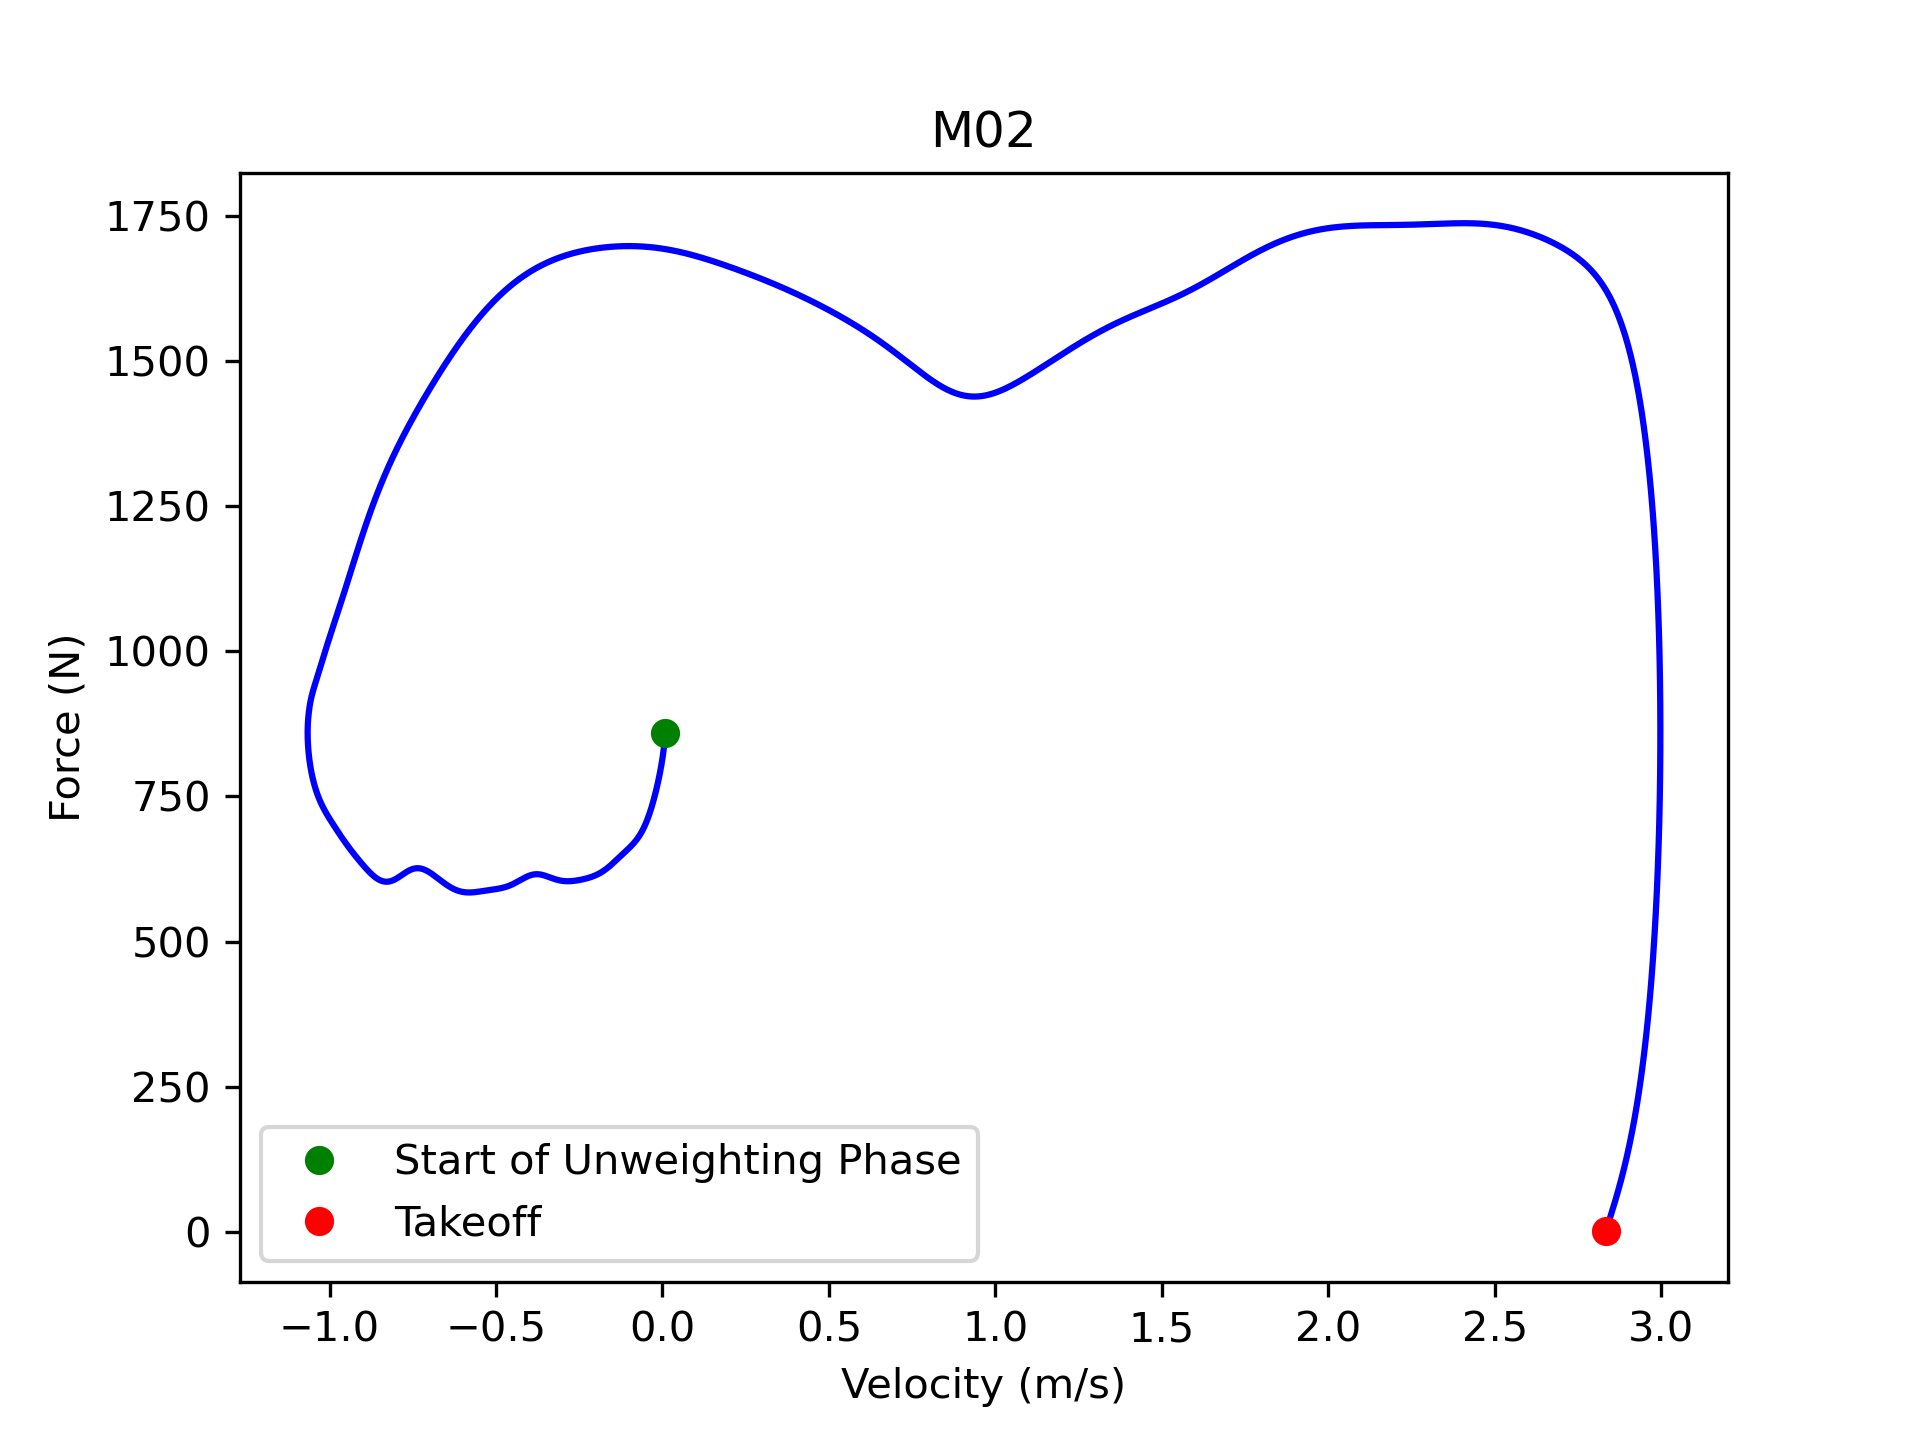 M02
1750
1500
1250
1000
750
500
250
0
Force (N)
−1.0 −0.5 0.0 0.5 1.0 1.5 2.0 2.5 3.0
Velocity (m/s)
Start of Unweighting Phase
Takeoff